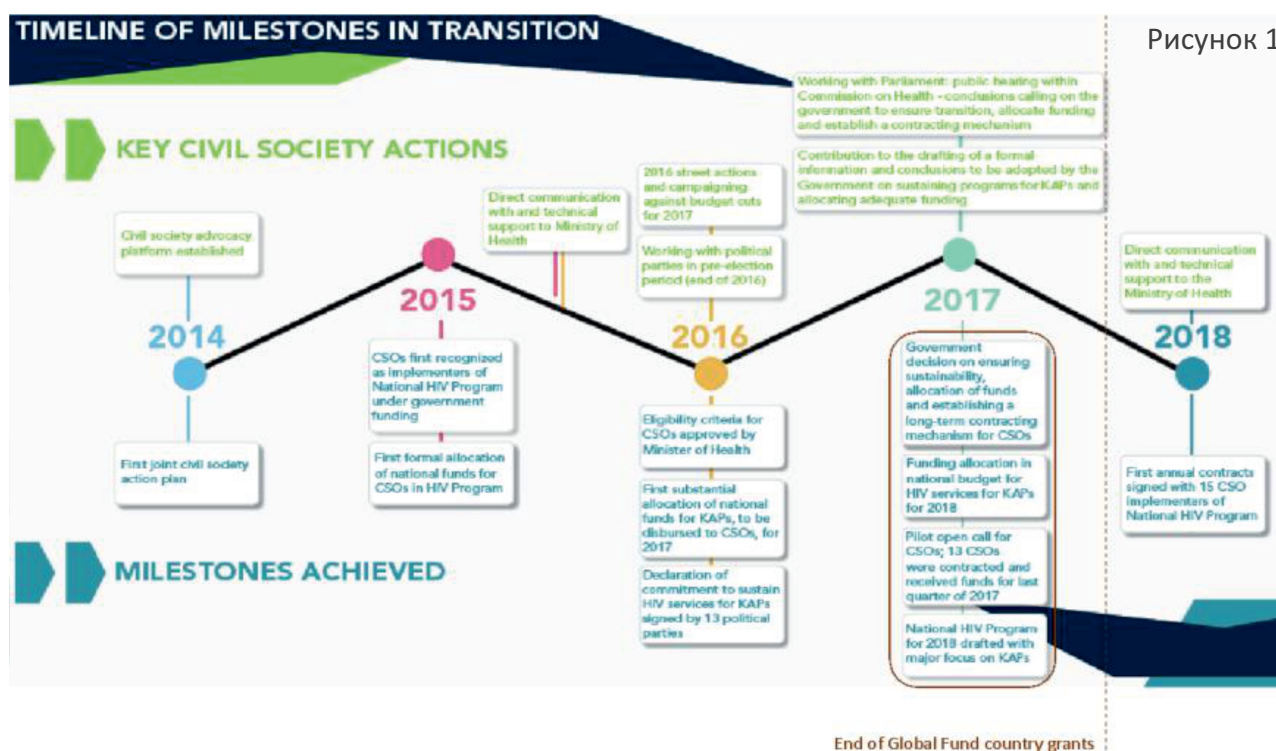 TIMELINE OF MILESTONES IN TRANSITION
Рисунок 1
KEY CIVIL SOCIETY ACTIONS
Civil society advocacy
platform established
Direct communication
with and technical
support to Ministry of
Health
2016 street actions
and campaigning
against budget cuts
for 2017
Working with political
parties in pre-election
period (end of 2016)
Working with Parliament: public hearing within
Commission on Health - conclusions calling on the
government to ensure transition, allocate funding
and establish a contracting mechanism
Contribution to the drafting of a formal
information and conclusions to be adopted by the
Government on sustaining programs for KAPs and
allocating adequate funding
Direct communication
with and technical
support to the
Ministry of Health
2014
2015
2016
2017
2018
First joint civil society
action plan
CSOs first recognized
as implementers of
National HIV Program
under government
funding
First formal allocation
of national funds for
CSOs in HIV Program
Eligibility criteria for
CSOs approved by
Minister of Health
First substantial
allocation of national
funds for KAPs, to be
disbursed to CSOs, for
2017
Declaration of
commitment to sustain
HIV services for KAPs
signed by 13 political
parties
Government
decision on ensuring
sustainability,
allocation of funds
and establishing a
long-term contracting
mechanism for CSOs
Funding allocation in
national budget for
HIV services for KAPs
for 2018
Pilot open call for
CSOs; 13 CSOs
were contracted and
received funds for last
quarter of 2017
National HIV Program
for 2018 drafted with
major focus on KAPs
First annual contracts
signed with 15 CSO
implementers of
National HIV Program
MILESTONES ACHIEVED
End of Global Fund country grants